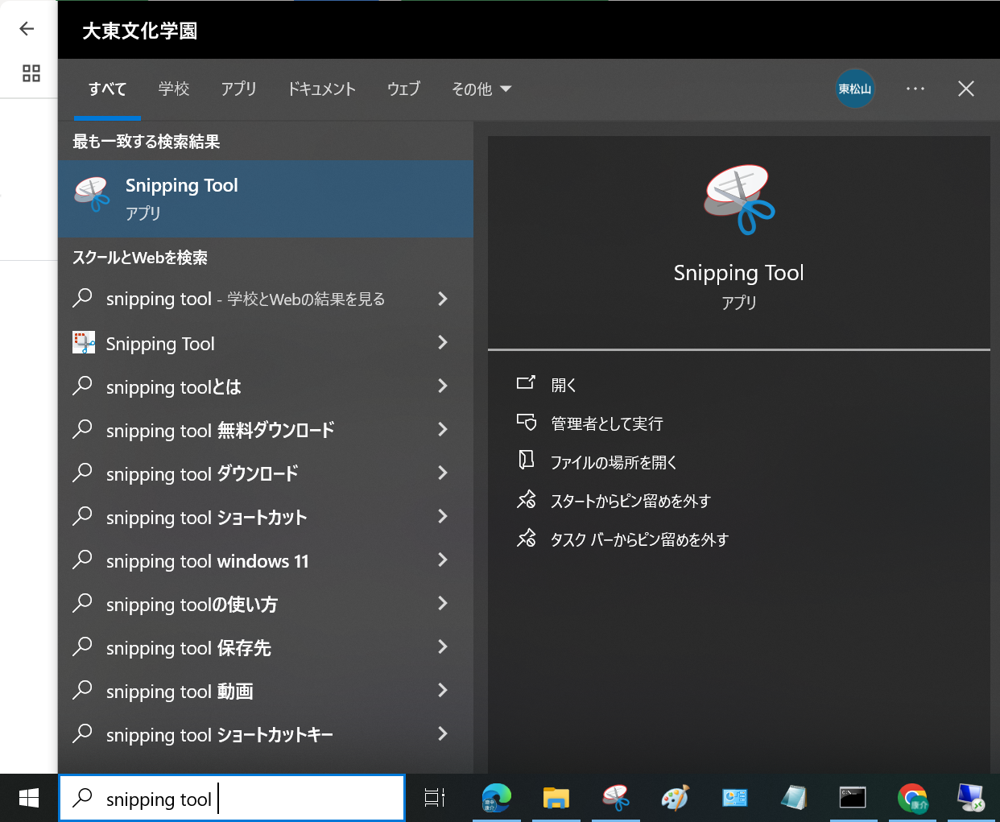 大東文化学園
すべて 学校 アプリ ドキュメント ウェブ その他
東松山
最も一致する検索結果
Snipping Tool
アプリ
スクールとWebを検索
snipping tool - 学校とWebの結果を見る
Snipping Tool
snipping toolとは
snipping tool 無料ダウンロード
snipping tool ダウンロード
snipping tool ショートカット
snipping tool windows 11
snipping toolの使い方
snipping tool 保存先
snipping tool 動画
snipping tool ショートカットキー
Snipping Tool
アプリ
開く
管理者として実行
ファイルの場所を開く
スタートからピン留めを外す
タスク バーからピン留めを外す
snipping tool
康介